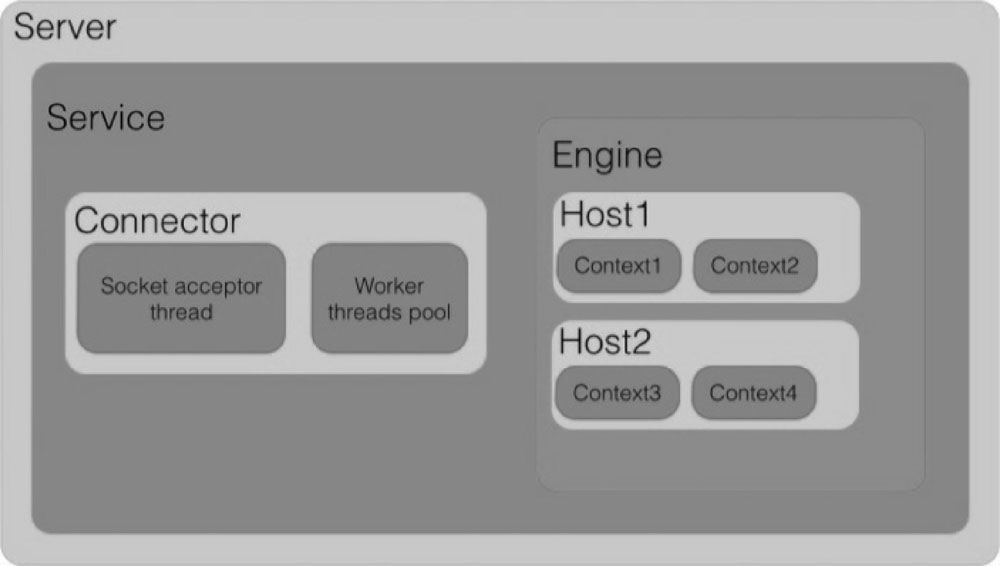 Server
Service
Connector
Socket acceptor
thread
Worker
threads pool
Engine
Host1
Context1
Context2
Host2
Context3
Context4